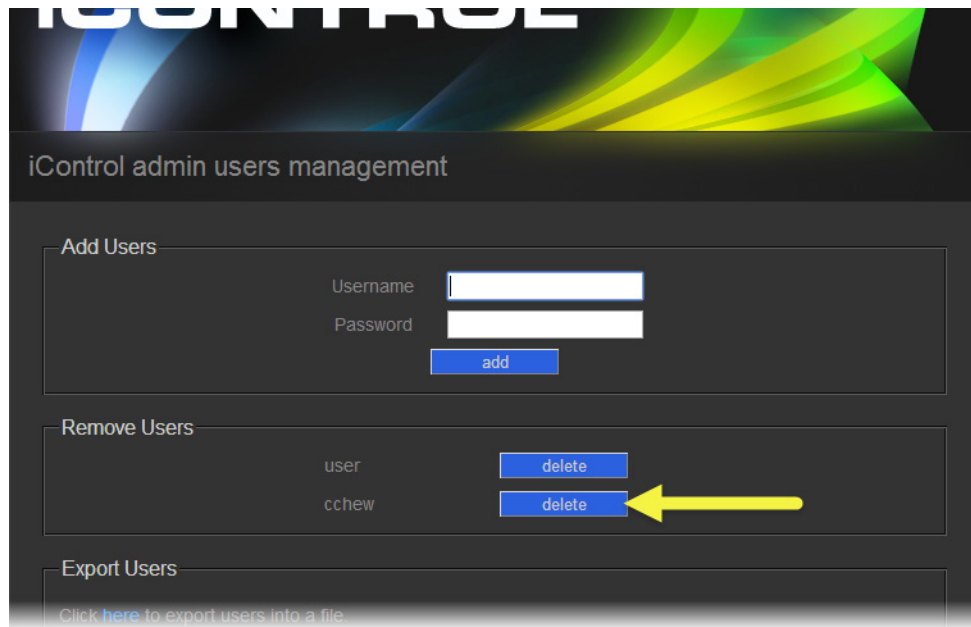 iCONTROL
iControl admin users management
Add Users
Username
Password
add
Remove Users
user delete
cchew delete
Export Users
Click here to export users into a file